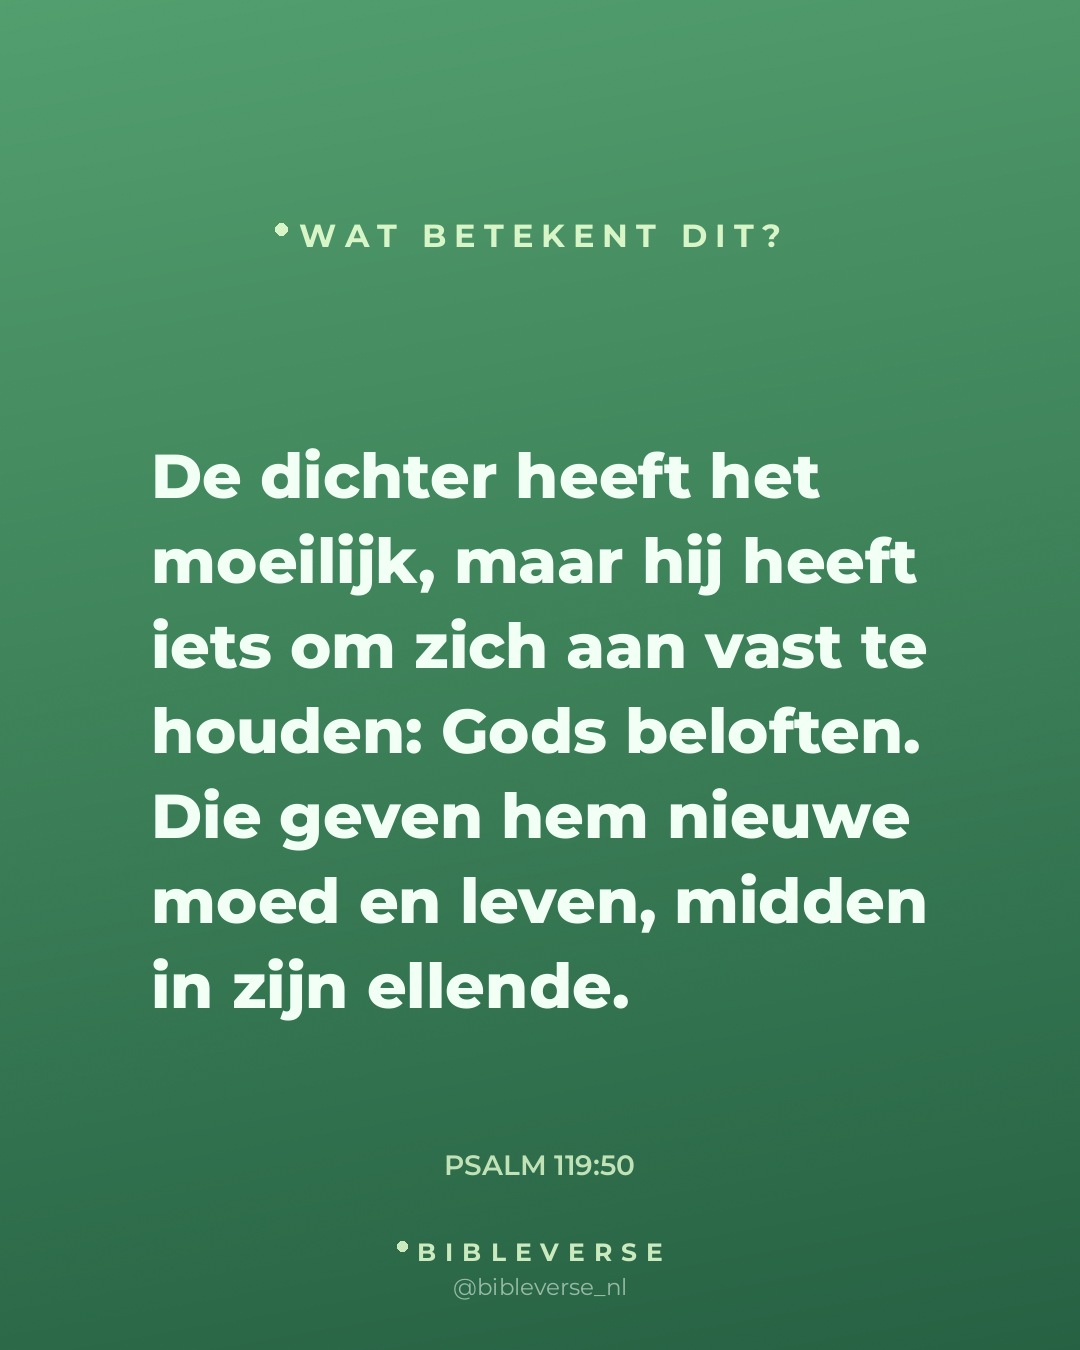 WAT BETEKENT DIT?
De dichter heeft het
moeilijk, maar hij heeft
iets om zich aan vast te
houden: Gods beloften.
Die geven hem nieuwe
moed en leven, midden
in zijn ellende.
PSALM 119:50
BIBLEVERSE
@bibleverse_nl